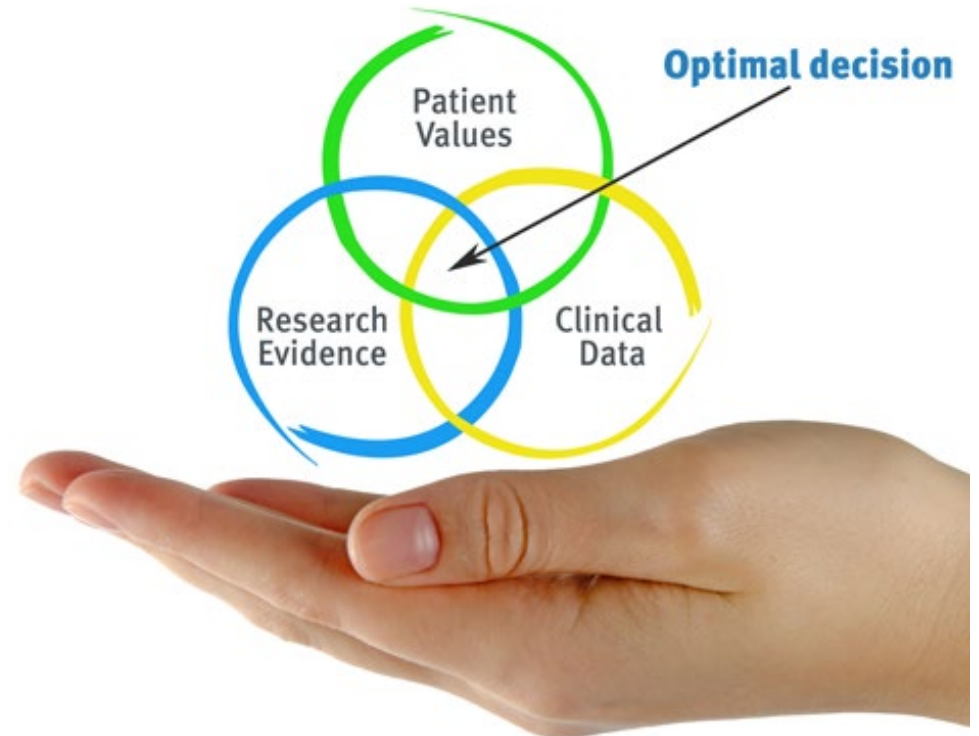 Optimal decision
Patient
Values
Research
Evidence
Clinical
Data